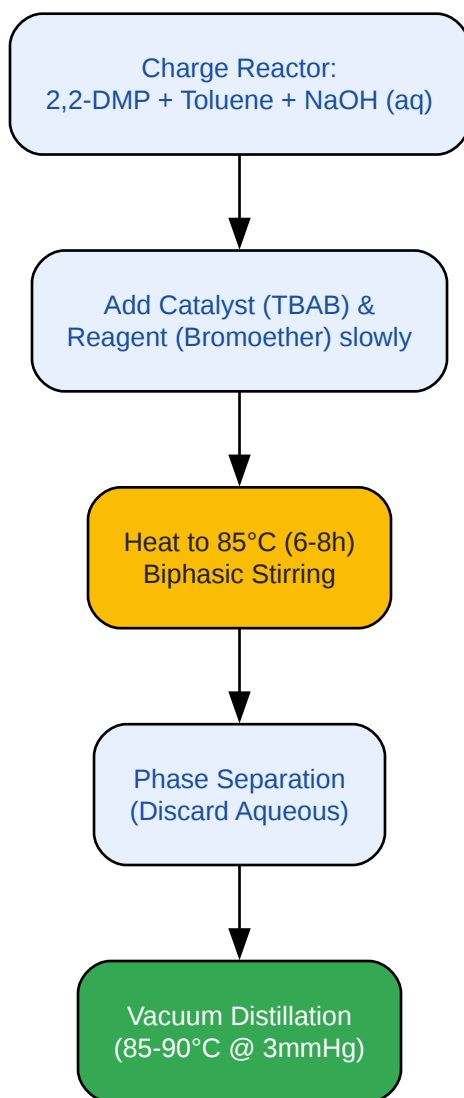 Charge Reactor:
2,2-DMP + Toluene + NaOH (aq)
Add Catalyst (TBAB) &
Reagent (Bromoether) slowly
Heat to 85°C (6-8h)
Biphasic Stirring
Phase Separation
(Discard Aqueous)
Vacuum Distillation
(85-90°C @ 3mmHg)